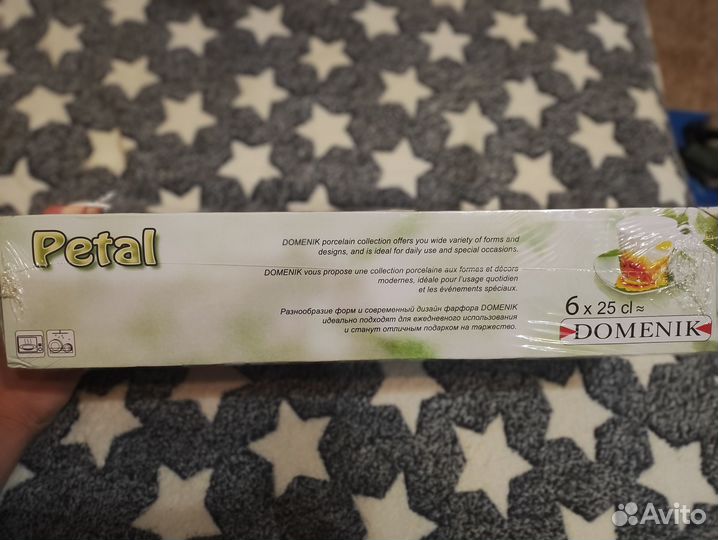 Petal
DOMENIK porcelain collection offers you wide variety of forms and
designs, and is ideal for daily use and special occasions.
DOMENIK vous propose une collection porcelaine aux formes et décors
modernes, idéale pour l'usage quotidien
et les événements spéciaux.
Разнообразие форм и современный дизайн фарфора DOMENIK
идеально подходят для ежедневного использования
и станут отличным подарком на торжество.
6 x 25 cl ≈
DOMENIK
Avito